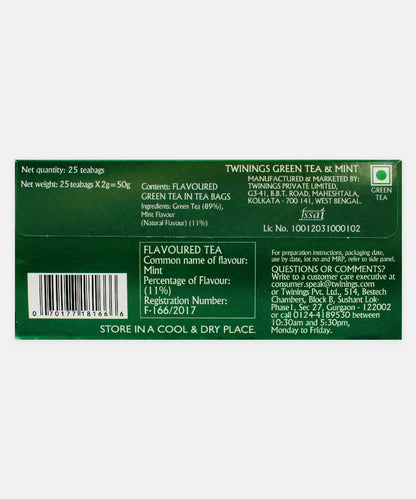 Net quantity: 25 teabags
Net weight: 25 teabags X 2g = 50g
Contents: FLAVOURED
GREEN TEA IN TEA BAGS
Ingredients: Green Tea (89%),
Mint Flavour
(Natural Flavour) (11%)
TWININGS GREEN TEA & MINT
MANUFACTURED & MARKETED BY:
TWININGS PRIVATE LIMITED,
G3-41, B.B.T. ROAD, MAHESHTALA,
KOLKATA - 700 141, WEST BENGAL.
fssai
Lic No. 10012031000102
GREEN
TEA
FLAVOURED TEA
Common name of flavour:
Mint
Percentage of Flavour:
(11%)
Registration Number:
F-166/2017
0 70177 18166 6
STORE IN A COOL & DRY PLACE.
For preparation instructions, packaging date,
use by date, lot no and MRP, refer to side panel.
QUESTIONS OR COMMENTS?
Write to a customer care executive at
consumer.speak@twinings.com
or Twinings Pvt. Ltd., 514, Bestech
Chambers, Block B, Sushant Lok-
Phase1, Sec 27, Gurgaon - 122002
or call 0124-4189530 between
10:30am and 5:30pm,
Monday to Friday.